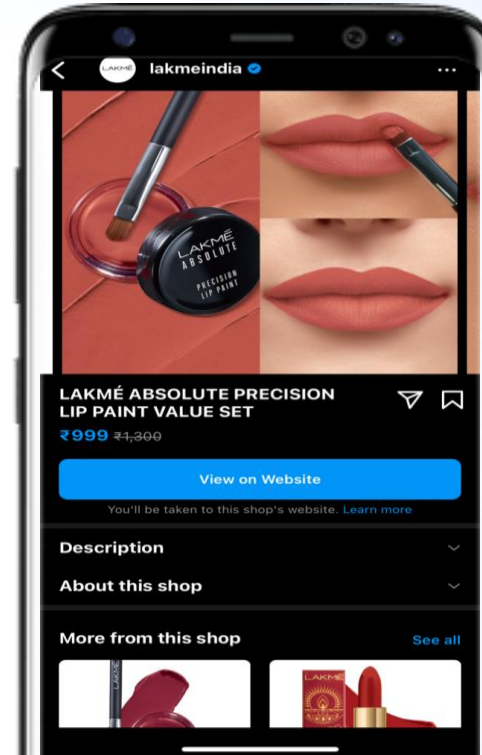 LAKMÉ
lakmeindia
LAKMÉ
ABSOLUTE
PRECISION
LIP PAINT
LAKMÉ ABSOLUTE PRECISION
LIP PAINT VALUE SET
₹999 ₹1,300
View on Website
You'll be taken to this shop's website. Learn more
Description
About this shop
More from this shop
See all
LAKMÉ
LAKMÉ